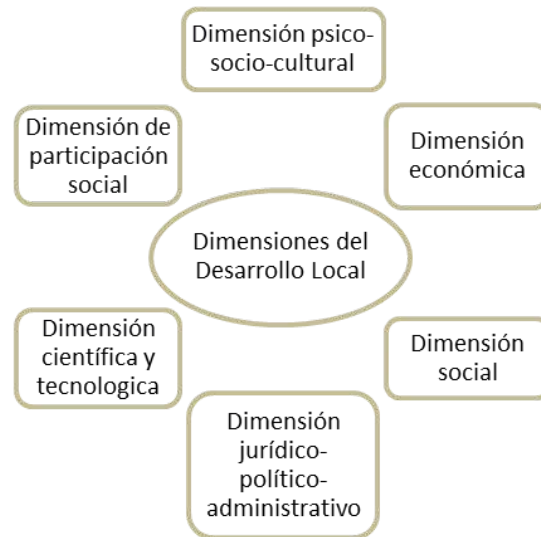 Dimensión psico-
socio-cultural
Dimensión de
participación
social
Dimensión
económica
Dimensiones del
Desarrollo Local
Dimensión
científica y
tecnologica
Dimensión
social
Dimensión
jurídico-
político-
administrativo